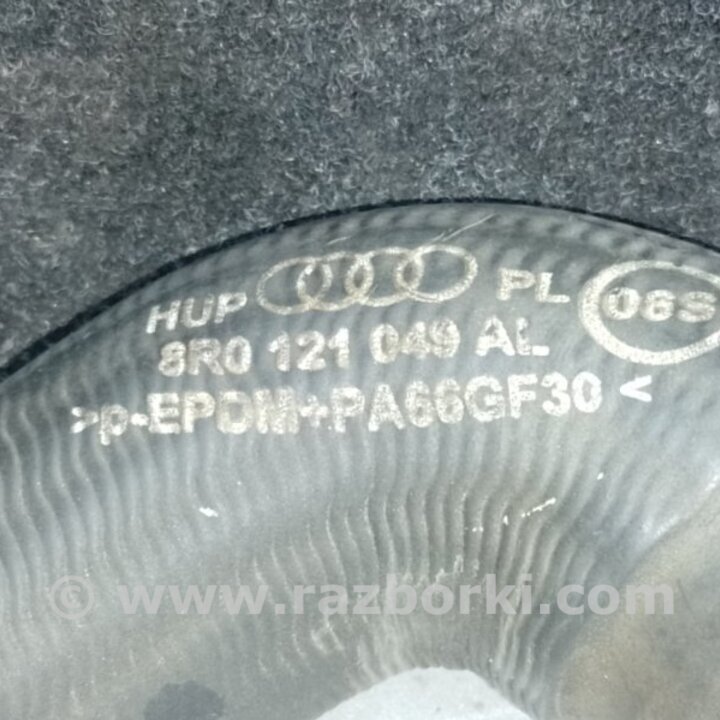 HUP PL 06S
8R0 121 049 AL
>p-EPDM+PA66GF30<
© www.razborki.com